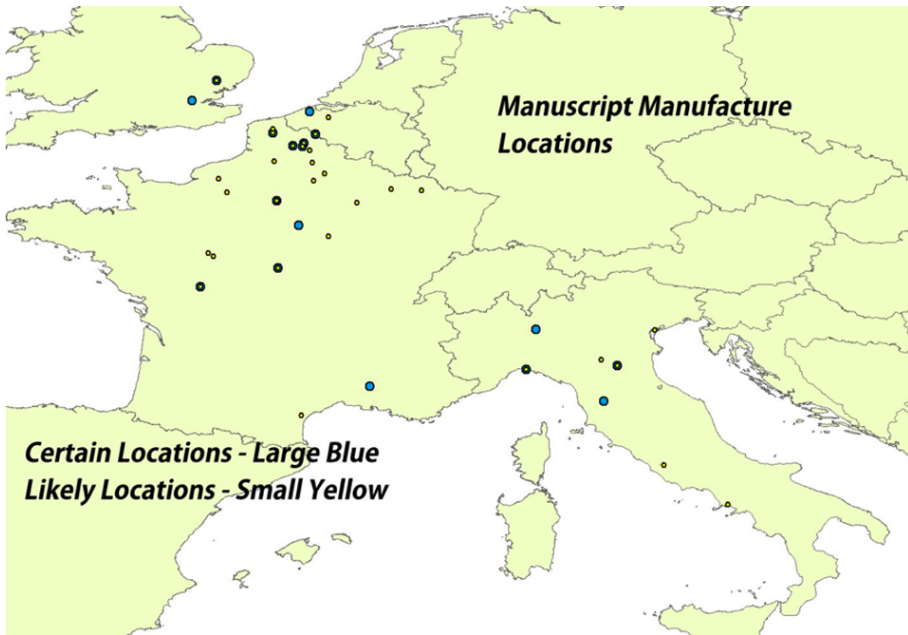 Manuscript Manufacture
Locations
Certain Locations - Large Blue
Likely Locations - Small Yellow